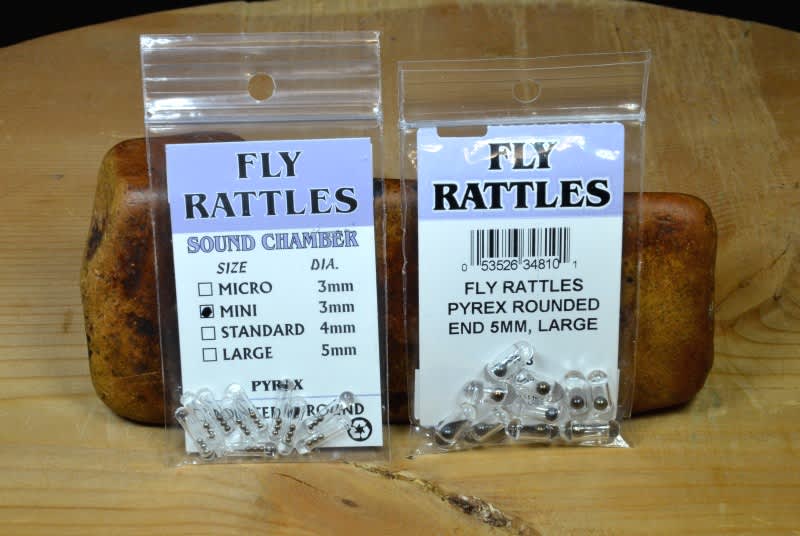 FLY
RATTLES
SOUND CHAMBER
SIZE DIA.
MICRO 3mm
MINI 3mm
STANDARD 4mm
LARGE 5mm
PYREX
ROUND
FLY
RATTLES
0 53526 34810 1
FLY RATTLES
PYREX ROUNDED
END 5MM, LARGE